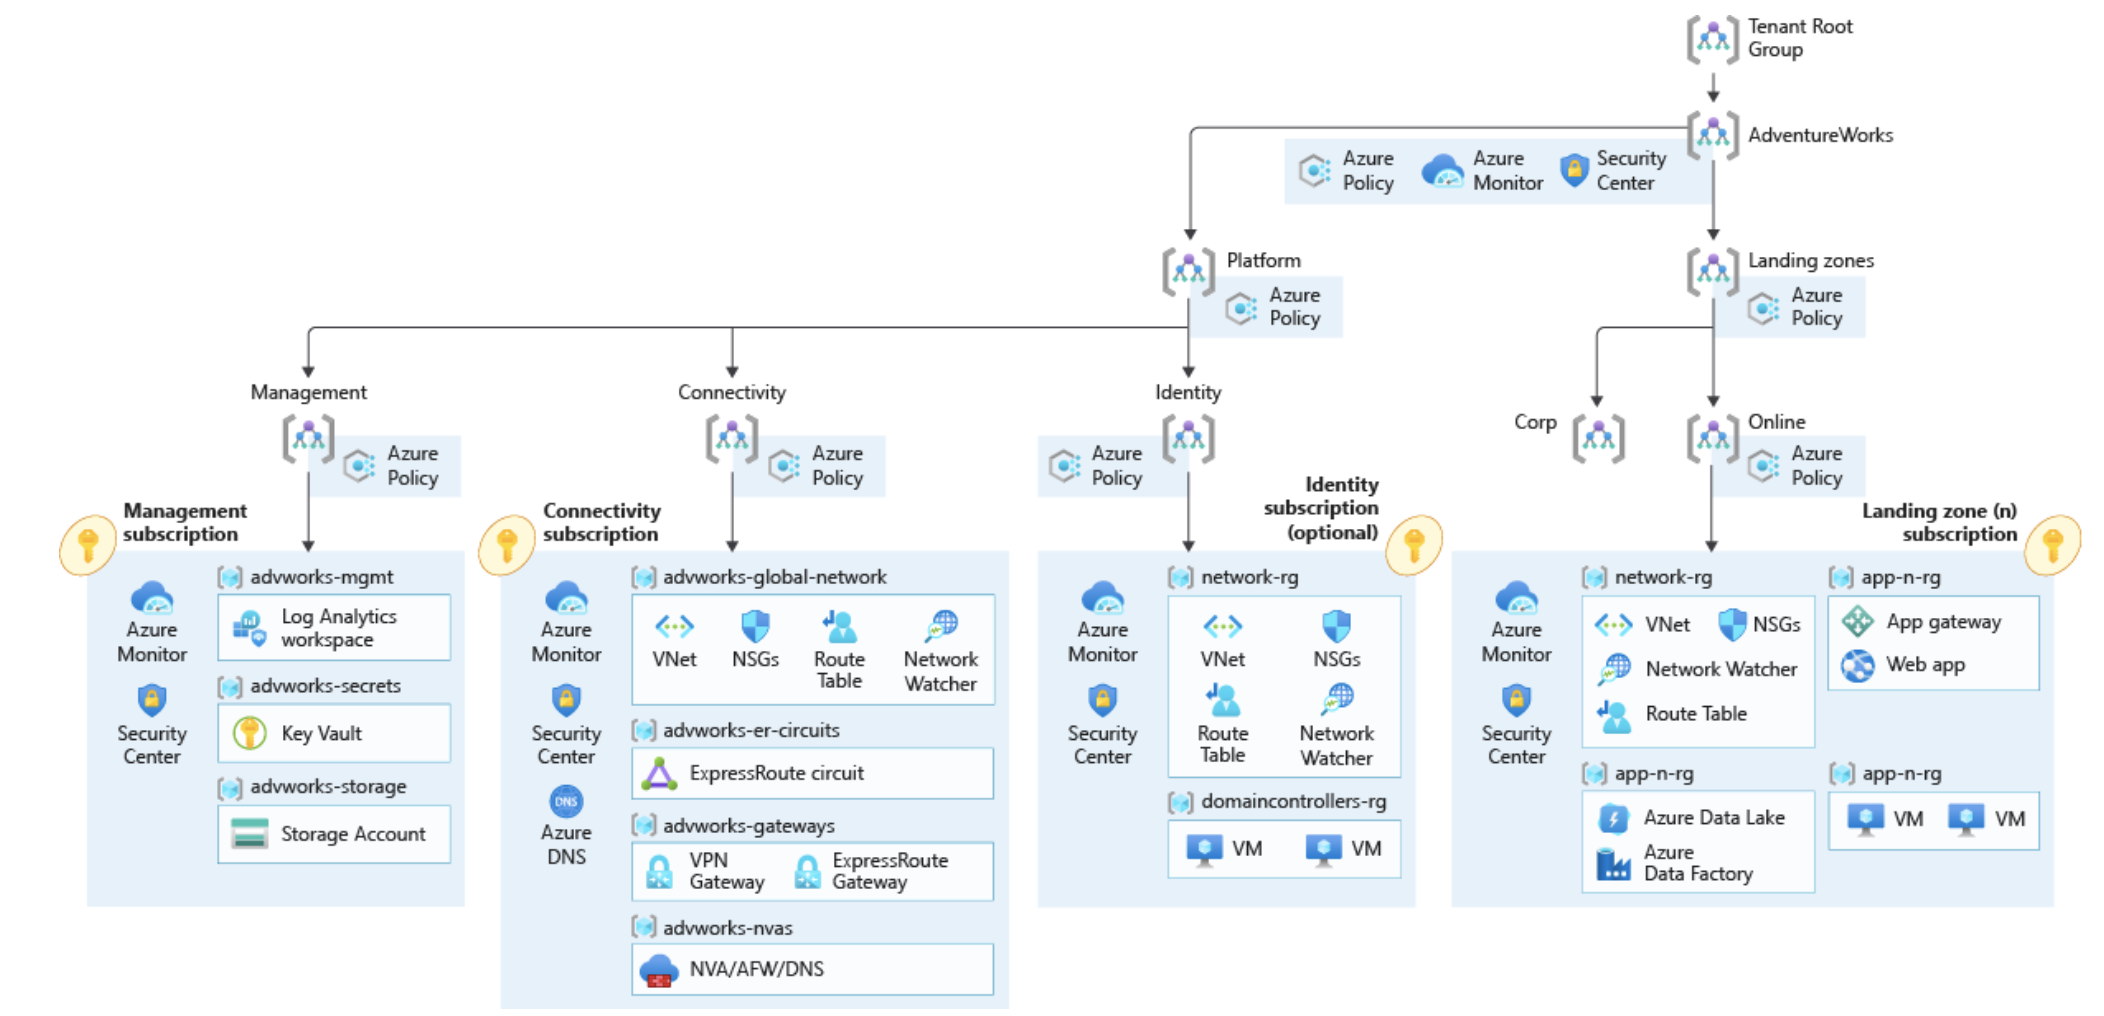 Tenant Root
Group
AdventureWorks
Azure
Policy
Azure
Monitor
Security
Center
Platform
Azure
Policy
Landing zones
Azure
Policy
Management
Azure
Policy
Connectivity
Azure
Policy
Identity
Azure
Policy
Corp
Online
Azure
Policy
Management
subscription
Azure
Monitor
Security
Center
advworks-mgmt
Log Analytics
workspace
advworks-secrets
Key Vault
advworks-storage
Storage Account
Connectivity
subscription
Azure
Monitor
Security
Center
DNS
Azure
DNS
advworks-global-network
VNet
NSGs
Route
Table
Network
Watcher
advworks-er-circuits
ExpressRoute circuit
advworks-gateways
VPN
Gateway
ExpressRoute
Gateway
advworks-nvas
NVA/AFW/DNS
Identity
subscription
(optional)
Azure
Monitor
Security
Center
network-rg
VNet
NSGs
Route
Table
Network
Watcher
domaincontrollers-rg
VM
VM
Landing zone (n)
subscription
Azure
Monitor
Security
Center
network-rg
VNet
NSGs
Network Watcher
Route Table
app-n-rg
App gateway
Web app
app-n-rg
Azure Data Lake
Azure
Data Factory
app-n-rg
VM
VM